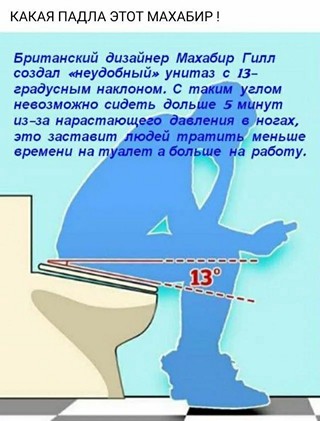 КАКАЯ ПАДЛА ЭТОТ МАХАБИР !
Британский дизайнер Махабир Гилл
создал «неудобный» унитаз с 13-
градусным наклоном. С таким углом
невозможно сидеть дольше 5 минут
из-за нарастающего давления в ногах,
это заставит людей тратить меньше
времени на туалет а больше на работу.
13°